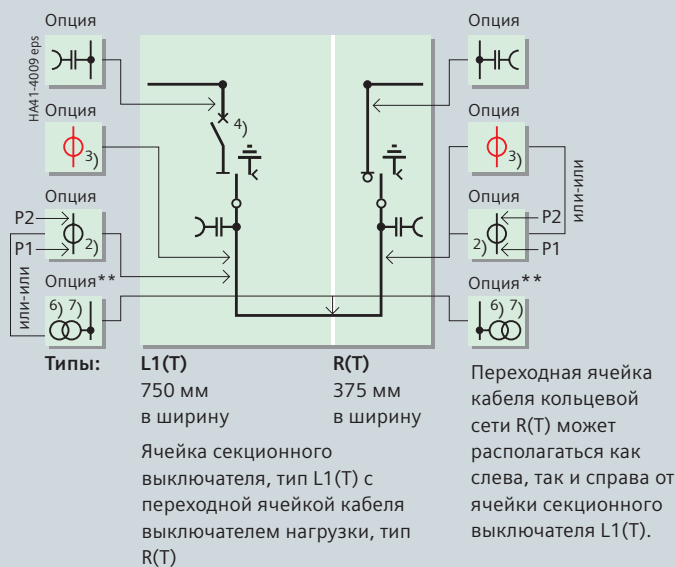 Опция
Опция
HA41-4009 eps
Опция
Опция
4)
3)
3)
или-или
Опция
Опция
P2
P2
2)
2)
P1
P1
или-или
Опция**
Опция**
6) 7)
6) 7)
Типы:
L1(T)
750 мм
в ширину
R(T)
375 мм
в ширину
Ячейка секционного
выключателя, тип L1(T) с
переходной ячейкой кабеля
выключателем нагрузки, тип
R(T)
Переходная ячейка
кабеля кольцевой
сети R(T) может
располагаться как
слева, так и справа от
ячейки секционного
выключателя L1(T).